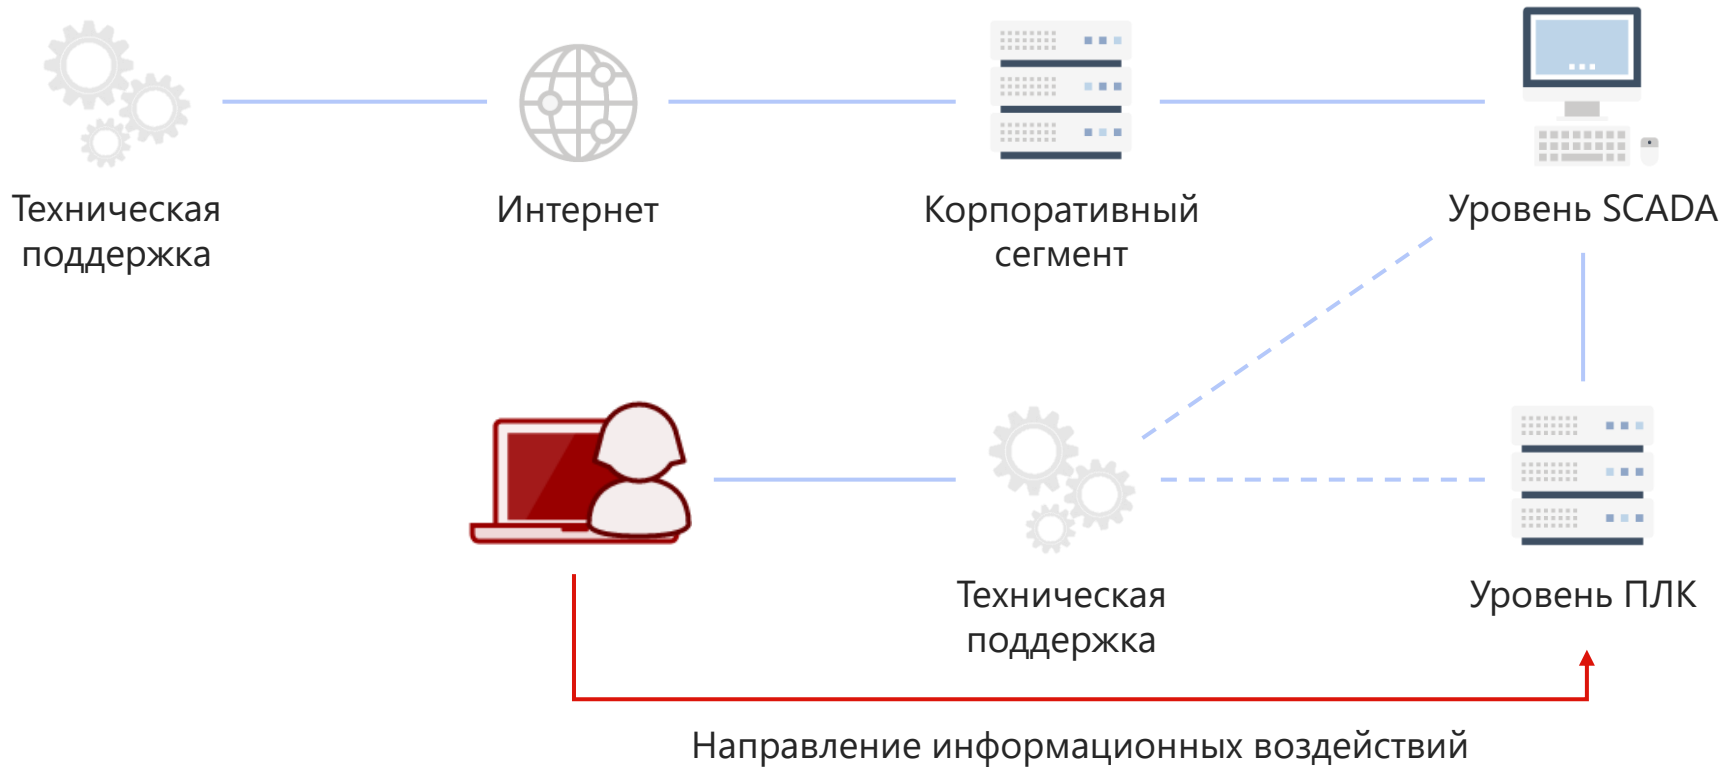 Техническая
поддержка
Интернет
Корпоративный
сегмент
Уровень SCADA
Техническая
поддержка
Уровень ПЛК
Направление информационных воздействий